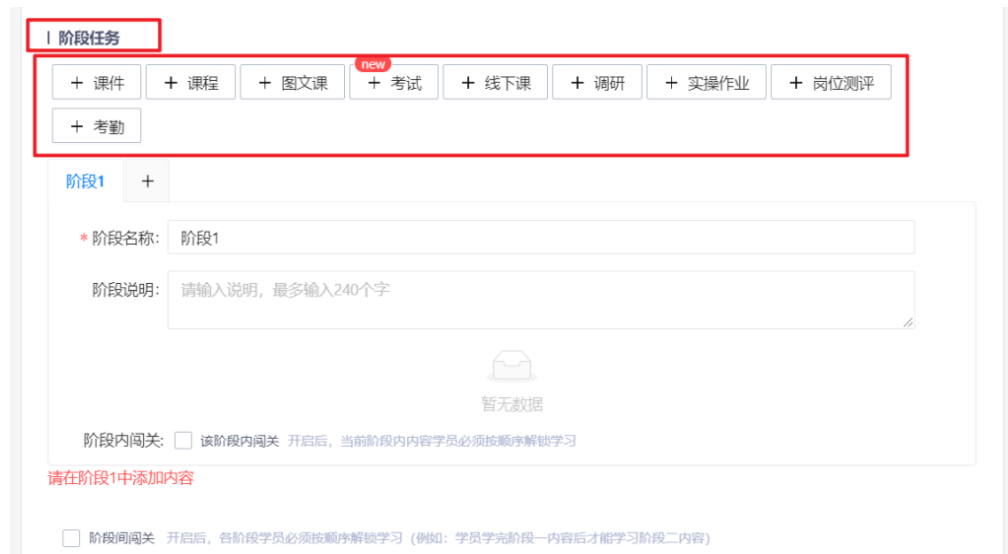 阶段任务
+ 课件 + 课程 + 图文课 new + 考试 + 线下课 + 调研 + 实操作业 + 岗位测评
+ 考勤
阶段1 +
* 阶段名称: 阶段1
阶段说明: 请输入说明，最多输入240个字
暂无数据
阶段内闯关: 该阶段内闯关 开启后，当前阶段内内容学员必须按顺序解锁学习
请在阶段1中添加内容
阶段间闯关 开启后，各阶段学员必须按顺序解锁学习（例如：学员学完阶段一内容后才能学习阶段二内容）